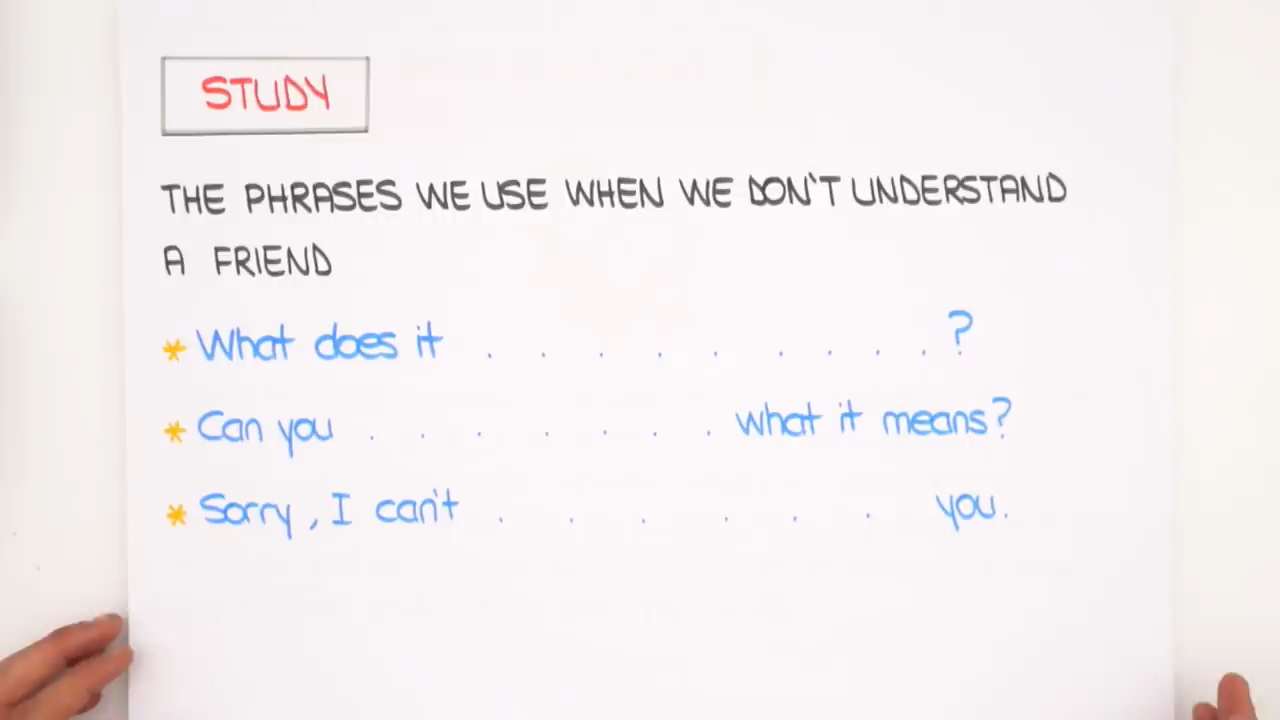 STUDY
THE PHRASES WE USE WHEN WE DON'T UNDERSTAND
A FRIEND
* What does it . . . . . . . . . ?
* Can you . . . . . . . what it means?
* Sorry, I can't . . . . . . you.